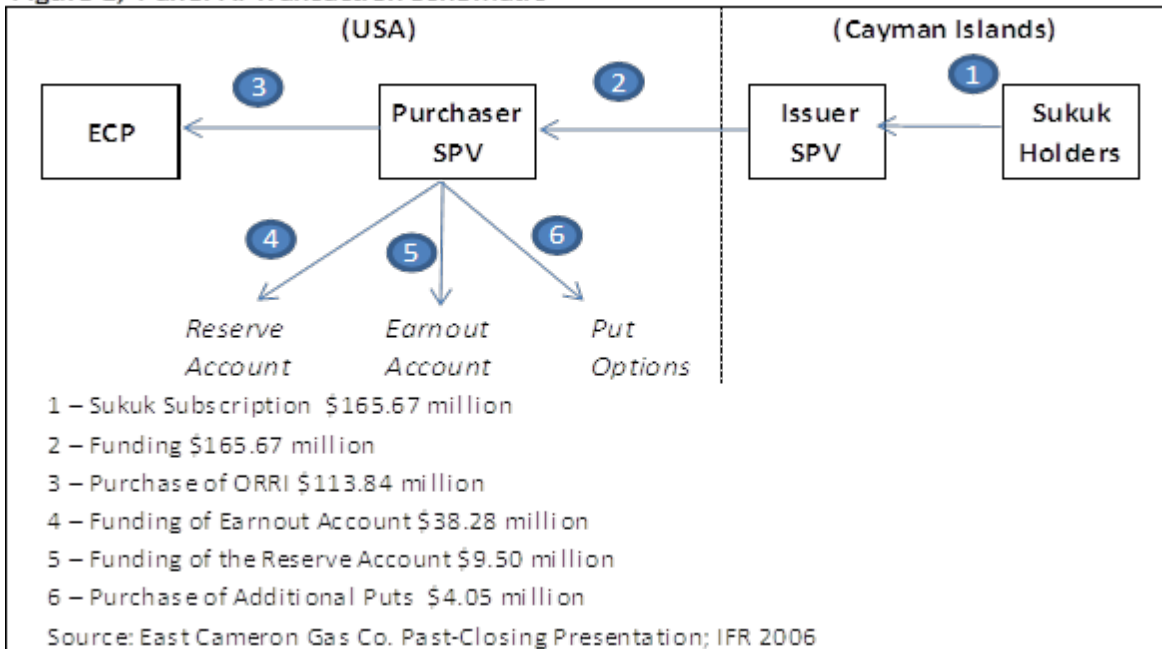 (USA)
(Cayman Islands)
3
2
1
ECP
Purchaser
SPV
Issuer
SPV
Sukuk
Holders
4
5
6
Reserve
Account
Earnout
Account
Put
Options
1 – Sukuk Subscription $165.67 million
2 – Funding $165.67 million
3 – Purchase of ORRI $113.84 million
4 – Funding of Earnout Account $38.28 million
5 – Funding of the Reserve Account $9.50 million
6 – Purchase of Additional Puts $4.05 million
Source: East Cameron Gas Co. Past-Closing Presentation; IFR 2006